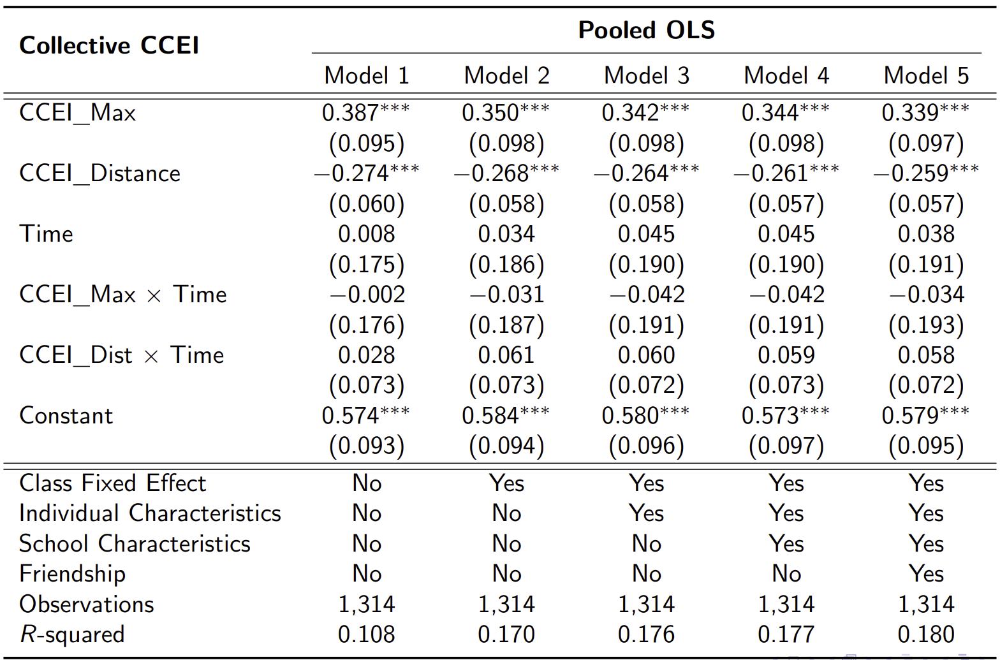 Collective CCEI Pooled OLS
Model 1 Model 2 Model 3 Model 4 Model 5
CCEI_Max 0.387*** 0.350*** 0.342*** 0.344*** 0.339***
(0.095) (0.098) (0.098) (0.098) (0.097)
CCEI_Distance −0.274*** −0.268*** −0.264*** −0.261*** −0.259***
(0.060) (0.058) (0.058) (0.057) (0.057)
Time 0.008 0.034 0.045 0.045 0.038
(0.175) (0.186) (0.190) (0.190) (0.191)
CCEI_Max × Time −0.002 −0.031 −0.042 −0.042 −0.034
(0.176) (0.187) (0.191) (0.191) (0.193)
CCEI_Dist × Time 0.028 0.061 0.060 0.059 0.058
(0.073) (0.073) (0.072) (0.073) (0.072)
Constant 0.574*** 0.584*** 0.580*** 0.573*** 0.579***
(0.093) (0.094) (0.096) (0.097) (0.095)
Class Fixed Effect No Yes Yes Yes Yes
Individual Characteristics No No Yes Yes Yes
School Characteristics No No No Yes Yes
Friendship No No No No Yes
Observations 1,314 1,314 1,314 1,314 1,314
R-squared 0.108 0.170 0.176 0.177 0.180